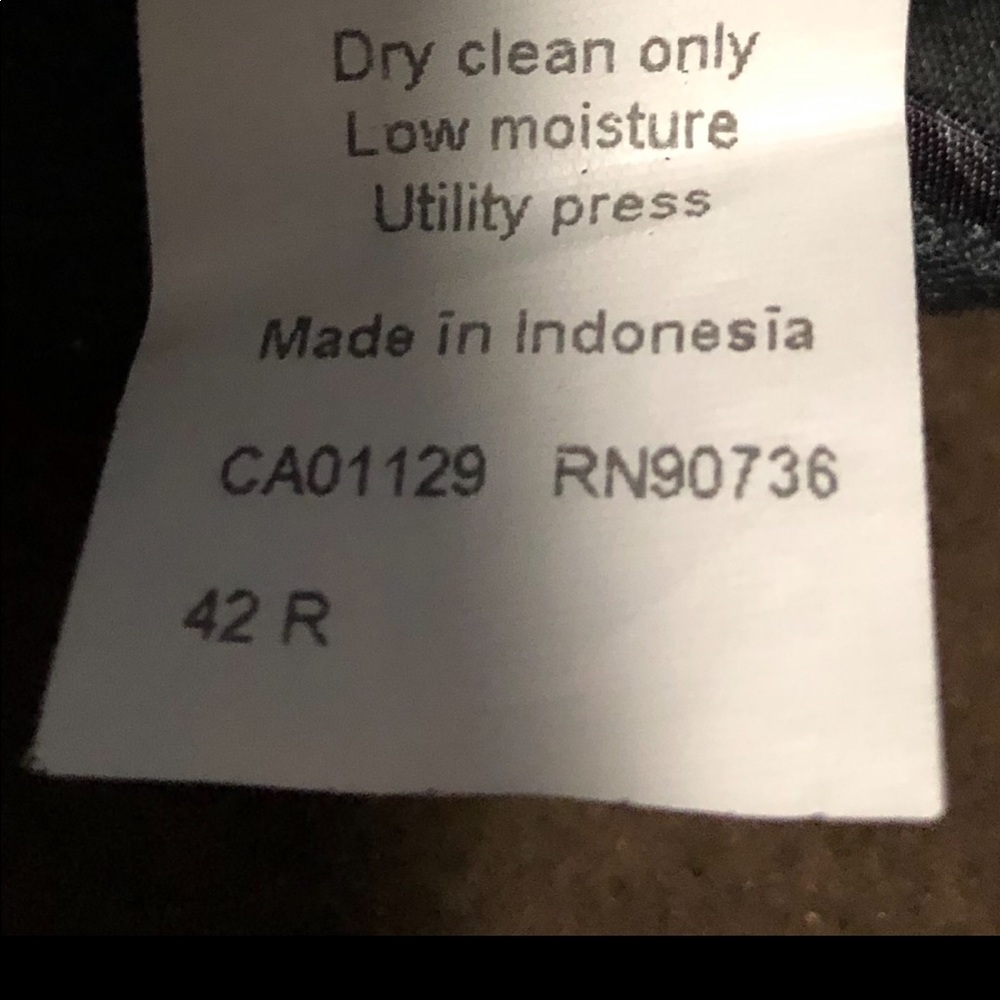 Dry clean only
Low moisture
Utility press
Made in Indonesia
CA01129 RN90736
42 R